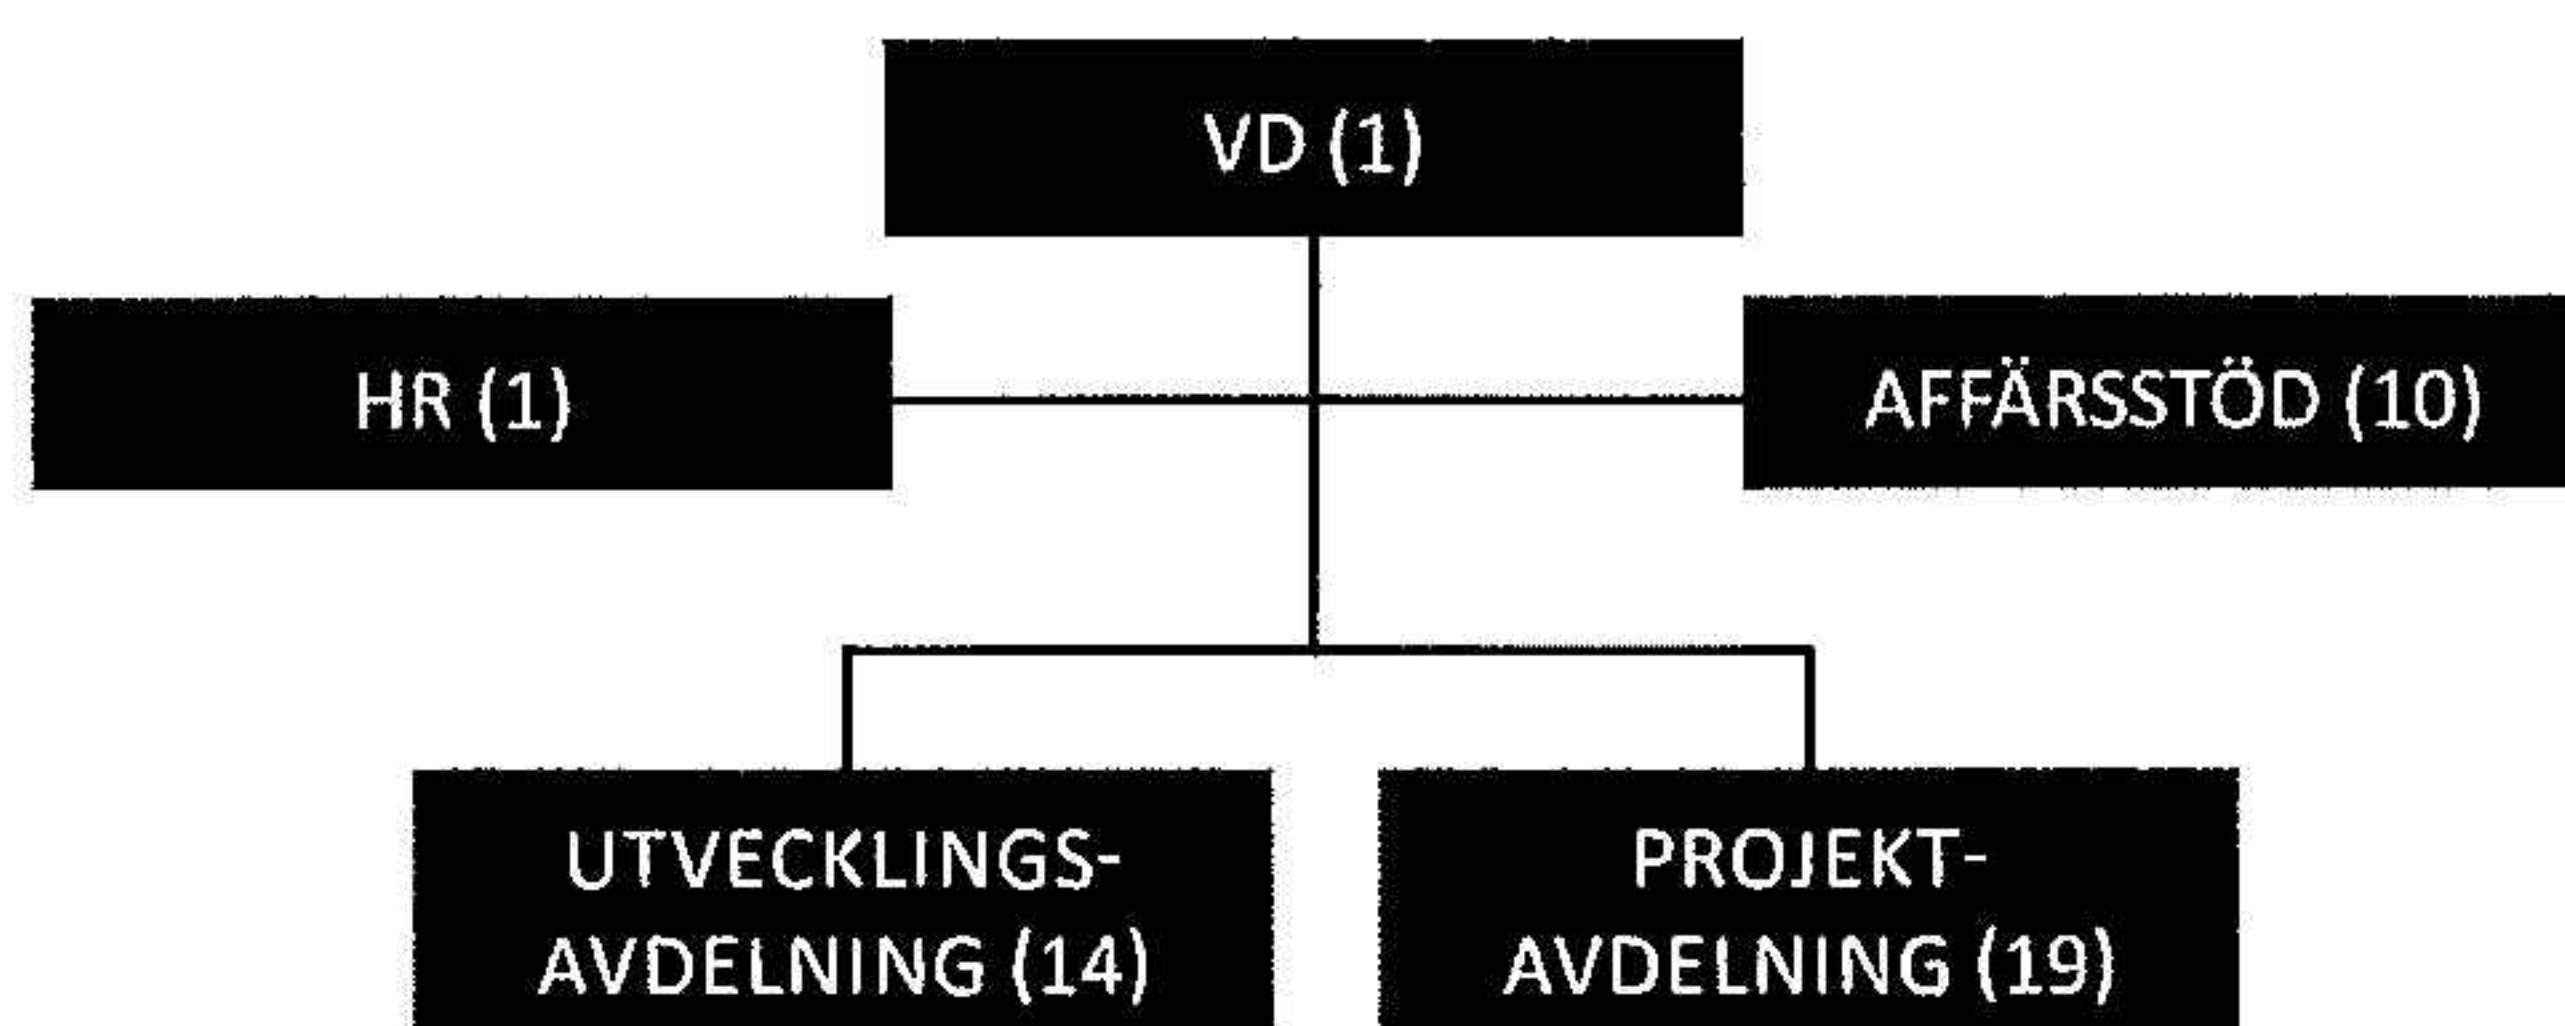 VD (1)
HR (1)
AFFÄRSSTÖD (10)
UTVECKLINGS-
AVDELNING (14)
PROJEKT-
AVDELNING (19)